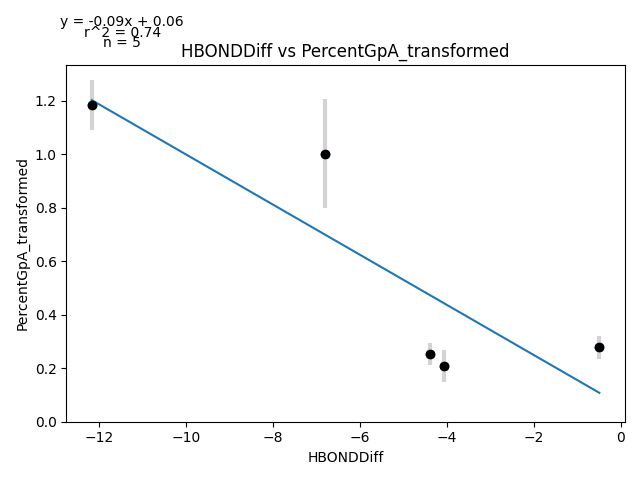 y = -0.09x + 0.06
r^2 = 0.74
n = 5
HBONDDiff vs PercentGpA_transformed
PercentGpA_transformed
1.2
1.0
0.8
0.6
0.4
0.2
0.0
−12
−10
−8
−6
−4
−2
0
HBONDDiff